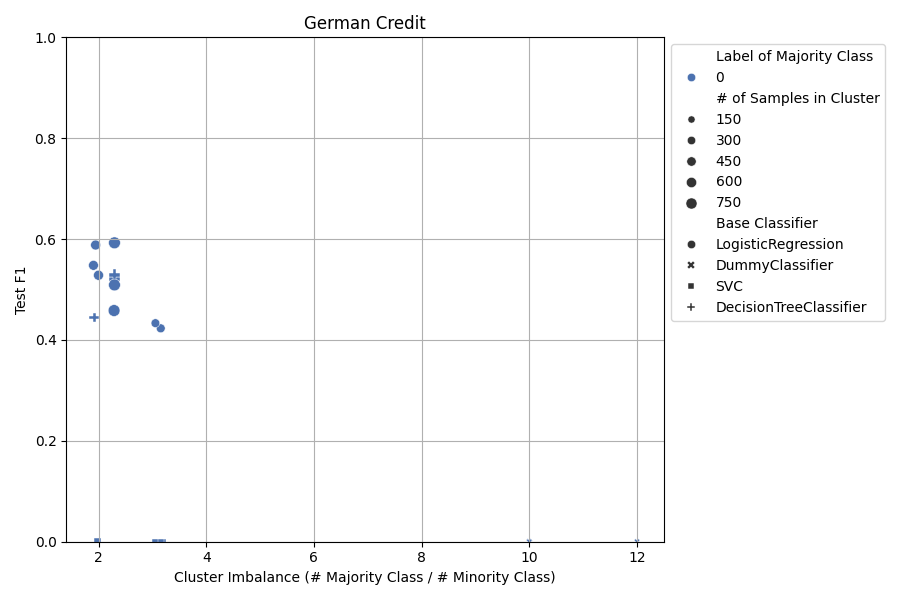 German Credit
1.0
0.8
0.6
0.4
0.2
0.0
Test F1
2
4
6
8
10
12
Cluster Imbalance (# Majority Class / # Minority Class)
Label of Majority Class
0
# of Samples in Cluster
150
300
450
600
750
Base Classifier
LogisticRegression
DummyClassifier
SVC
DecisionTreeClassifier